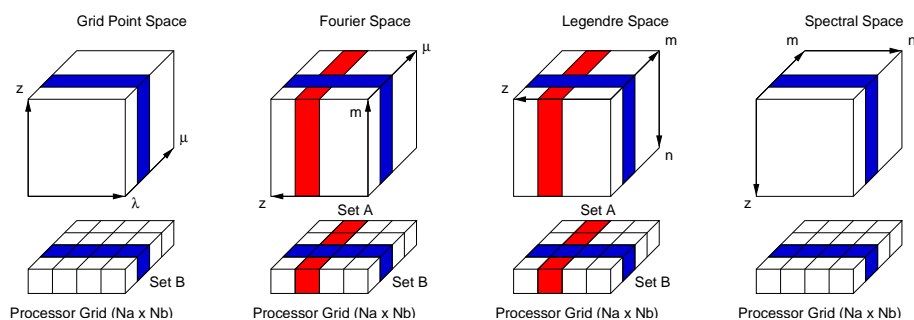 Grid Point Space
Fourier Space
Legendre Space
Spectral Space
z
μ
λ
μ
m
z
m
z
n
m
n
z
Set A
Set A
Set B
Set B
Set B
Processor Grid (Na x Nb)
Processor Grid (Na x Nb)
Processor Grid (Na x Nb)
Processor Grid (Na x Nb)